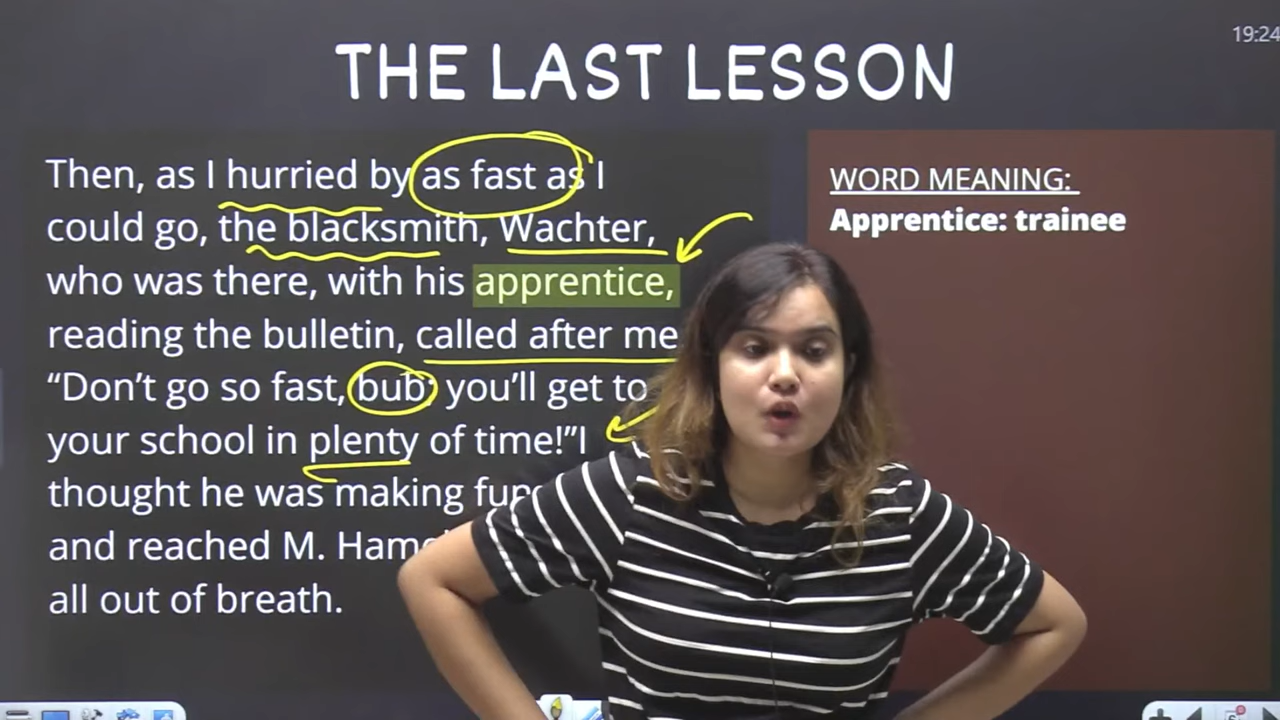 THE LAST LESSON
19:24
Then, as I hurried by as fast as I
could go, the blacksmith, Wachter,
who was there, with his apprentice,
reading the bulletin, called after me
“Don’t go so fast, bub; you’ll get to
your school in plenty of time!”I
thought he was making
and reached M.
all out of breath.
WORD MEANING:
Apprentice: trainee